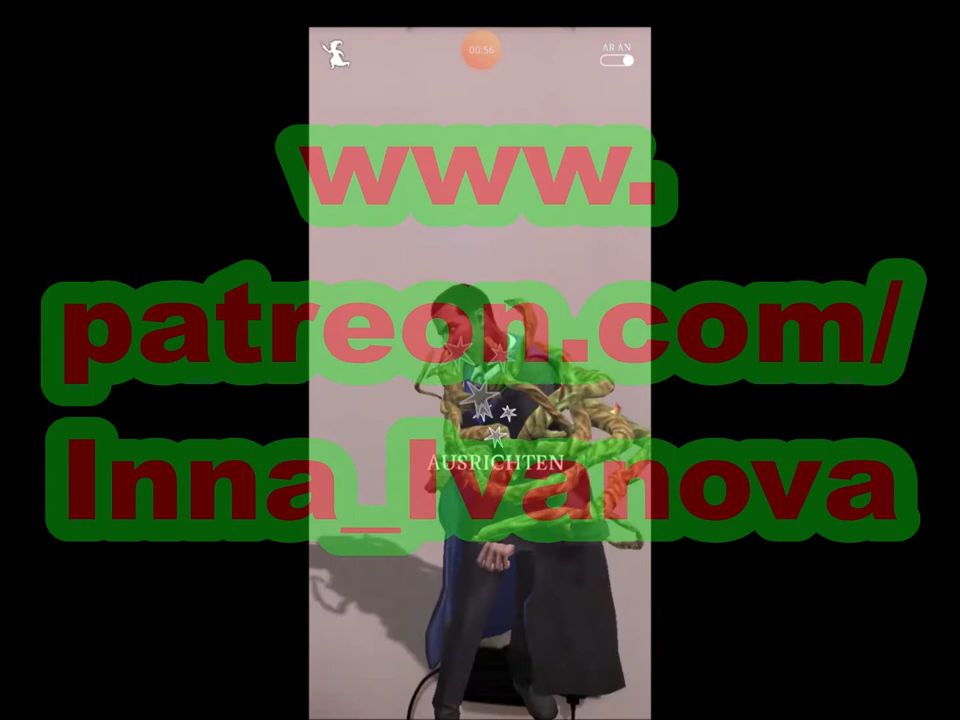 00:56
AR AN
www.
patreon.com/
Inna_Ivanova
AUSRICHTEN